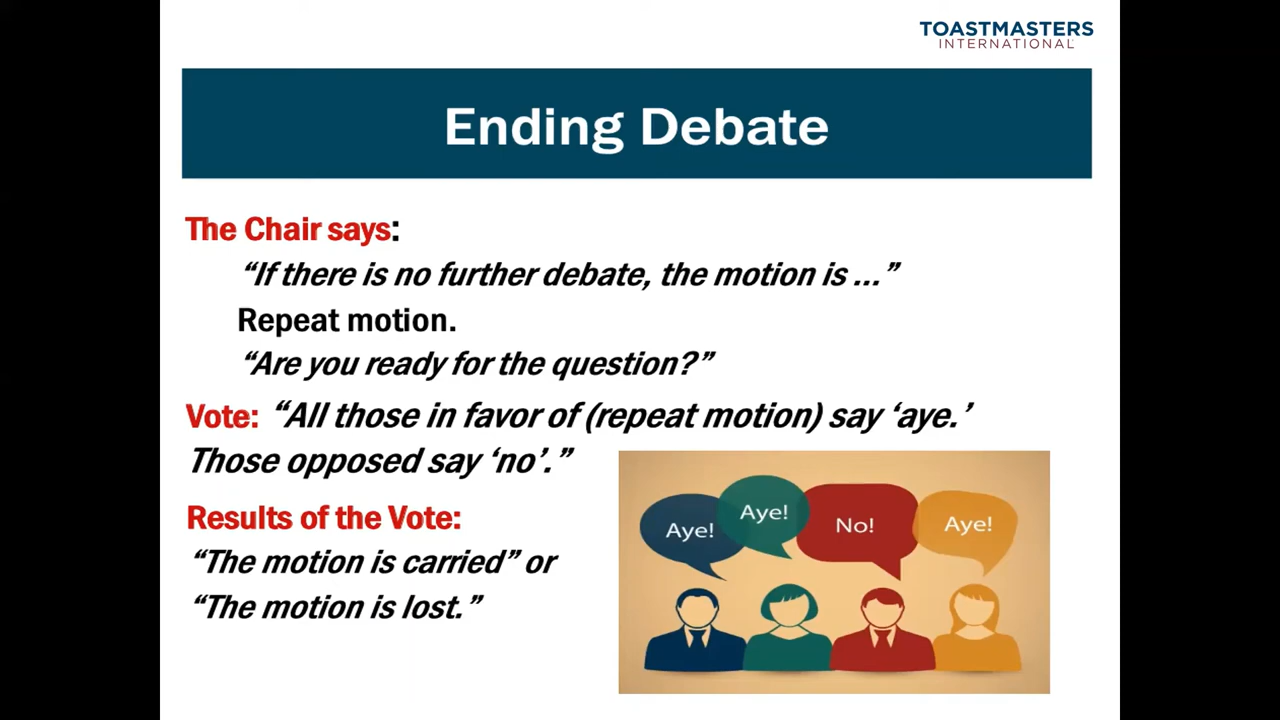 TOASTMASTERS
INTERNATIONAL
Ending Debate
The Chair says:
“If there is no further debate, the motion is ...”
Repeat motion.
“Are you ready for the question?”
Vote: “All those in favor of (repeat motion) say ‘aye.’
Those opposed say ‘no’.”
Results of the Vote:
“The motion is carried” or
“The motion is lost.”
Aye!
Aye!
No!
Aye!